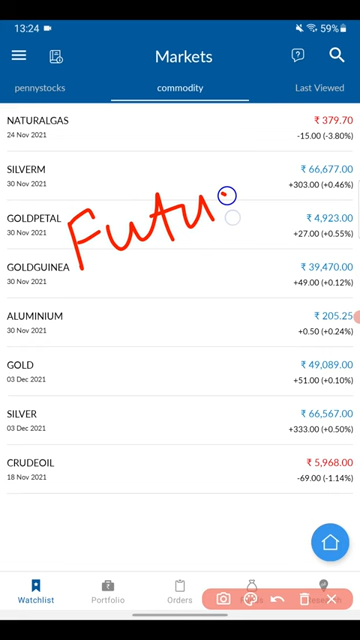 13:24 59%
Markets
pennystocks commodity Last Viewed
NATURALGAS ₹ 379.70
24 Nov 2021 -15.00 (-3.80%)
SILVERM ₹ 66,677.00
30 Nov 2021 +303.00 (+0.46%)
Futu
GOLDPETAL ₹ 4,923.00
30 Nov 2021 +27.00 (+0.55%)
GOLDGUINEA ₹ 39,470.00
30 Nov 2021 +49.00 (+0.12%)
ALUMINIUM ₹ 205.25
30 Nov 2021 +0.50 (+0.24%)
GOLD ₹ 49,089.00
03 Dec 2021 +51.00 (+0.10%)
SILVER ₹ 66,567.00
03 Dec 2021 +333.00 (+0.50%)
CRUDEOIL ₹ 5,968.00
18 Nov 2021 -69.00 (-1.14%)
Watchlist Portfolio Orders